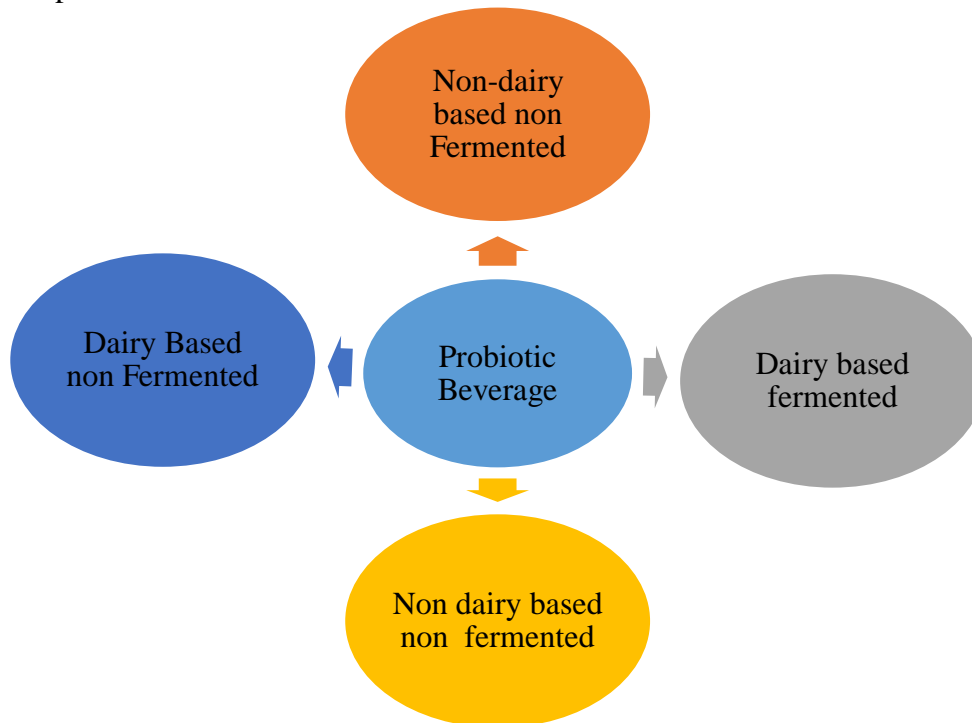 Non-dairy
based non
Fermented
Dairy Based
non Fermented
Probiotic
Beverage
Dairy based
fermented
Non dairy based
non fermented